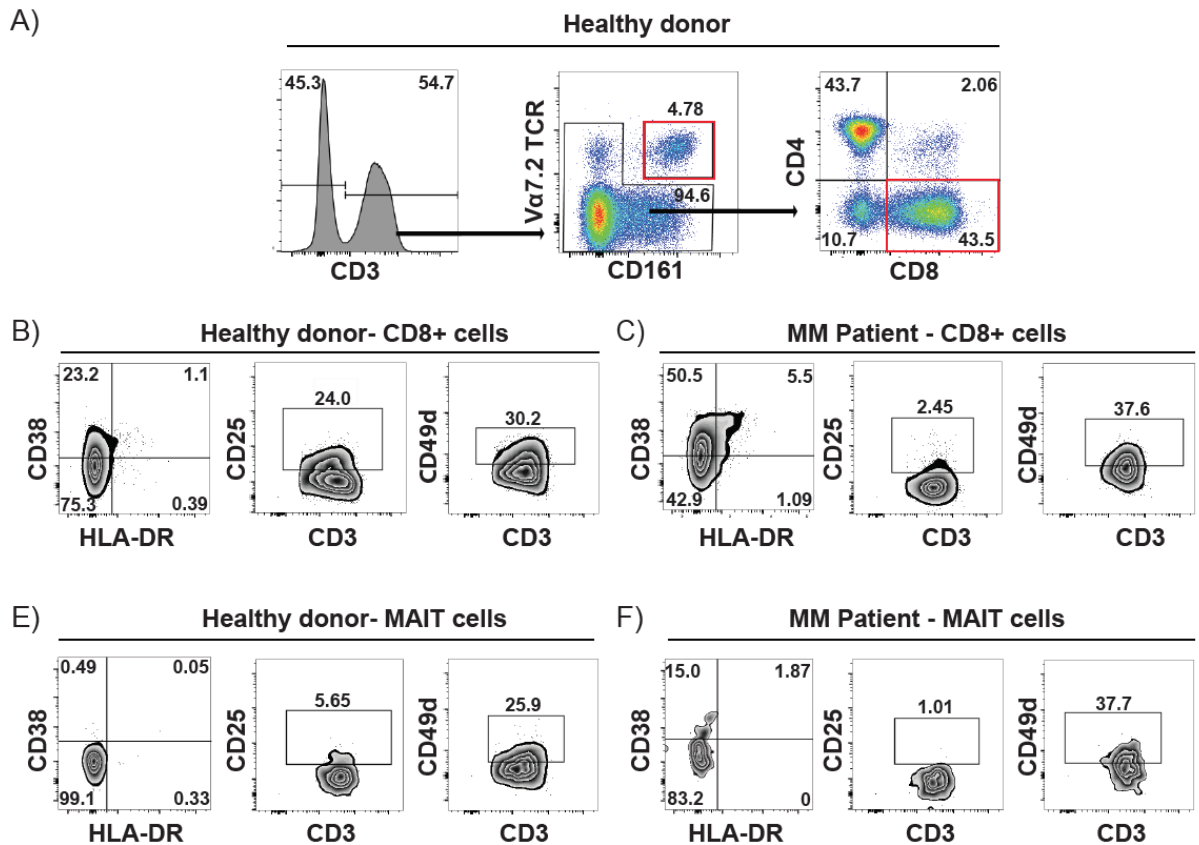 A)
Healthy donor
45.3 54.7
CD3
Vα7.2 TCR
4.78
94.6
CD161
CD4
43.7 2.06
10.7 43.5
CD8
B)
Healthy donor- CD8+ cells
CD38
23.2 1.1
75.3 0.39
HLA-DR
CD25
24.0
CD3
CD49d
30.2
CD3
C)
MM Patient - CD8+ cells
CD38
50.5 5.5
42.9 1.09
HLA-DR
CD25
2.45
CD3
CD49d
37.6
CD3
E)
Healthy donor- MAIT cells
CD38
0.49 0.05
99.1 0.33
HLA-DR
CD25
5.65
CD3
CD49d
25.9
CD3
F)
MM Patient - MAIT cells
CD38
15.0 1.87
83.2 0
HLA-DR
CD25
1.01
CD3
CD49d
37.7
CD3